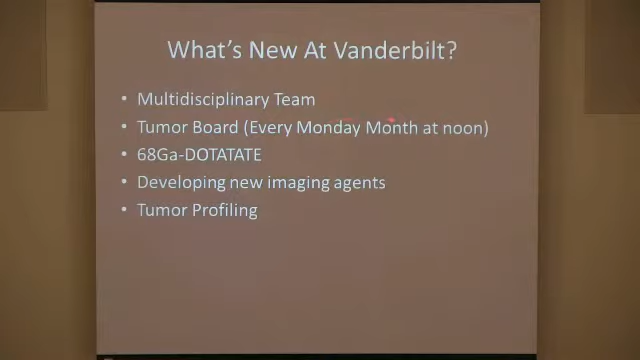 What's New At Vanderbilt?
• Multidisciplinary Team
• Tumor Board (Every Monday Month at noon)
• 68Ga-DOTATATE
• Developing new imaging agents
• Tumor Profiling